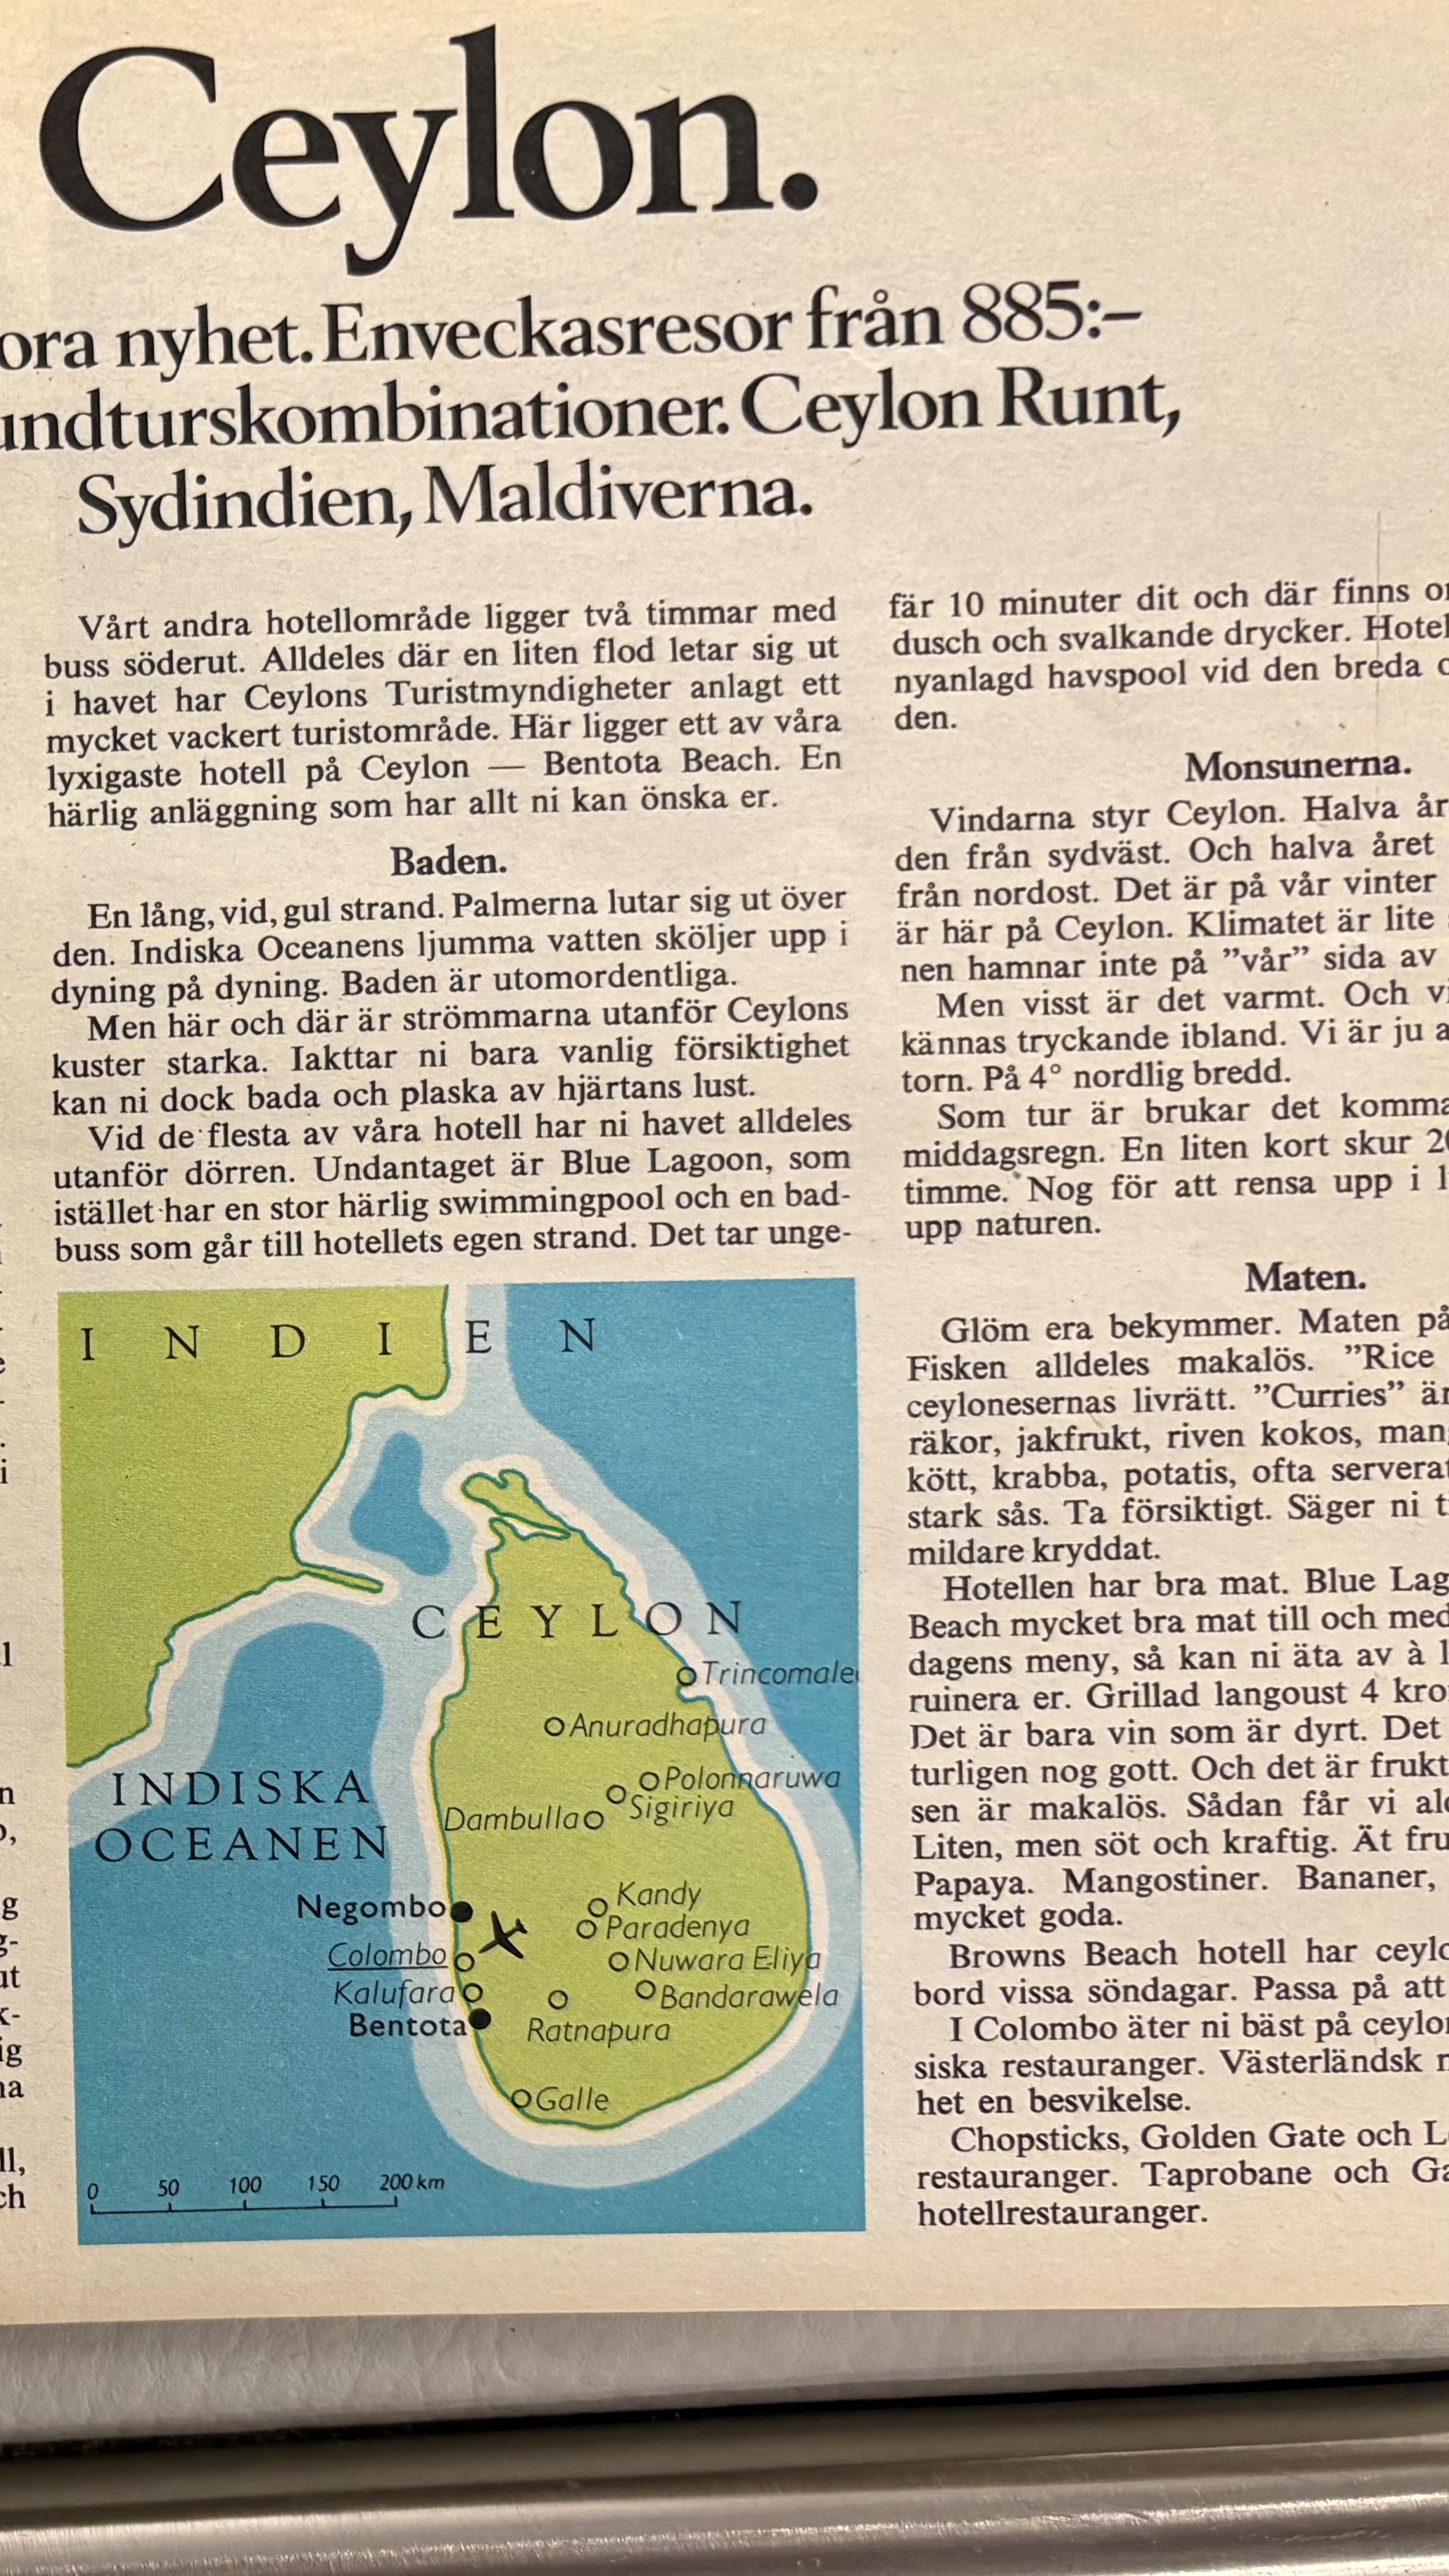 Ceylon.
nyhet. Enveckasresor från 885:–
Ceylon Runt,
Sydindien, Maldiverna.
Vårt andra hotellområde ligger två timmar med
buss söderut. Alldeles där en liten flod letar sig ut
i havet har Ceylons Turistmyndigheter anlagt ett
mycket vackert turistområde. Här ligger ett av våra
lyxigaste hotell på Ceylon — Bentota Beach. En
härlig anläggning som har allt ni kan önska er.
Baden.
En lång, vid, gul strand. Palmerna lutar sig ut över
den. Indiska Oceanens ljumma vatten sköljer upp i
dyning på dyning. Baden är utomordentliga.
Men här och där är strömmarna utanför Ceylons
kuster starka. Iakttar ni bara vanlig försiktighet
kan ni dock bada och plaska av hjärtans lust.
Vid de flesta av våra hotell har ni havet alldeles
utanför dörren. Undantaget är Blue Lagoon, som
istället har en stor härlig swimmingpool och en bad-
buss som går till hotellets egen strand. Det tar unge-
INDIEN
CEYLON
Trincomale
Anuradhapura
Polonnaruwa
Sigiriya
Dambulla
INDISKA
OCEANEN
Kandy
Negombo
Paradenya
Colombo
Nuwara Eliya
Kalufara
Bandarawela
Bentota
Ratnapura
Galle
0 50 100 150 200 km
fär 10 minuter dit och där finns
dusch och svalkande drycker.
nyanlagd havspool vid den breda
den.
Monsunerna.
Vindarna styr Ceylon. Halva
den från sydväst. Och halva året
från nordost. Det är på vår vinter
är här på Ceylon. Klimatet är lite
nen hamnar inte på ”vår” sida av
Men visst är det varmt. Och
kännas tryckande ibland. Vi är ju
torn. På 4° nordlig bredd.
Som tur är brukar det komma
middagsregn. En liten kort skur
timme. Nog för att rensa upp i
upp naturen.
Maten.
Glöm era bekymmer. Maten på
Fisken alldeles makalös. ”Rice
ceylonesernas livrätt. ”Curries” är
räkor, jakfrukt, riven kokos,
kött, krabba, potatis, ofta
stark sås. Ta försiktigt. Säger ni
mildare kryddat.
Hotellen har bra mat. Blue
Beach mycket bra mat till och med
dagens meny, så kan ni äta av à
ruinera er. Grillad langoust 4
Det är bara vin som är dyrt. Det
turligen nog gott. Och det är
sen är makalös. Sådan får vi
Liten, men söt och kraftig. Ät
Papaya. Mangostiner. Bananer,
mycket goda.
Browns Beach hotell har
bord vissa söndagar. Passa på att
I Colombo äter ni bäst på
siska restauranger. Västerländsk
het en besvikelse.
Chopsticks, Golden Gate och
restauranger. Taprobane och
hotellrestauranger.